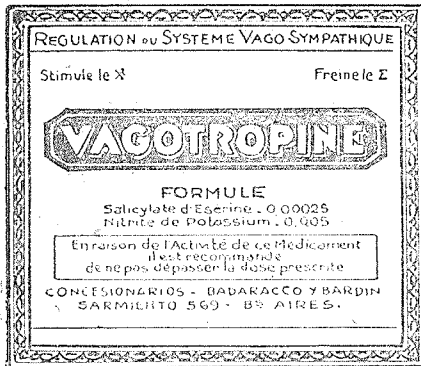 REGULATION DU SYSTEME VAGO SYMPATHIQUE
Stimule le X Freine le Σ
VAGOTROPINE
FORMULE
Salicylate d'Eserine. 0,00025
Nitrite de Potassium. 0,005
En raison de l'Activité de ce Médicament
il est recommandé
de ne pas dépasser la dose prescrite
CONCESIONARIOS - BADARACCO Y BARDIN
SARMIENTO 569 - Bs AIRES.